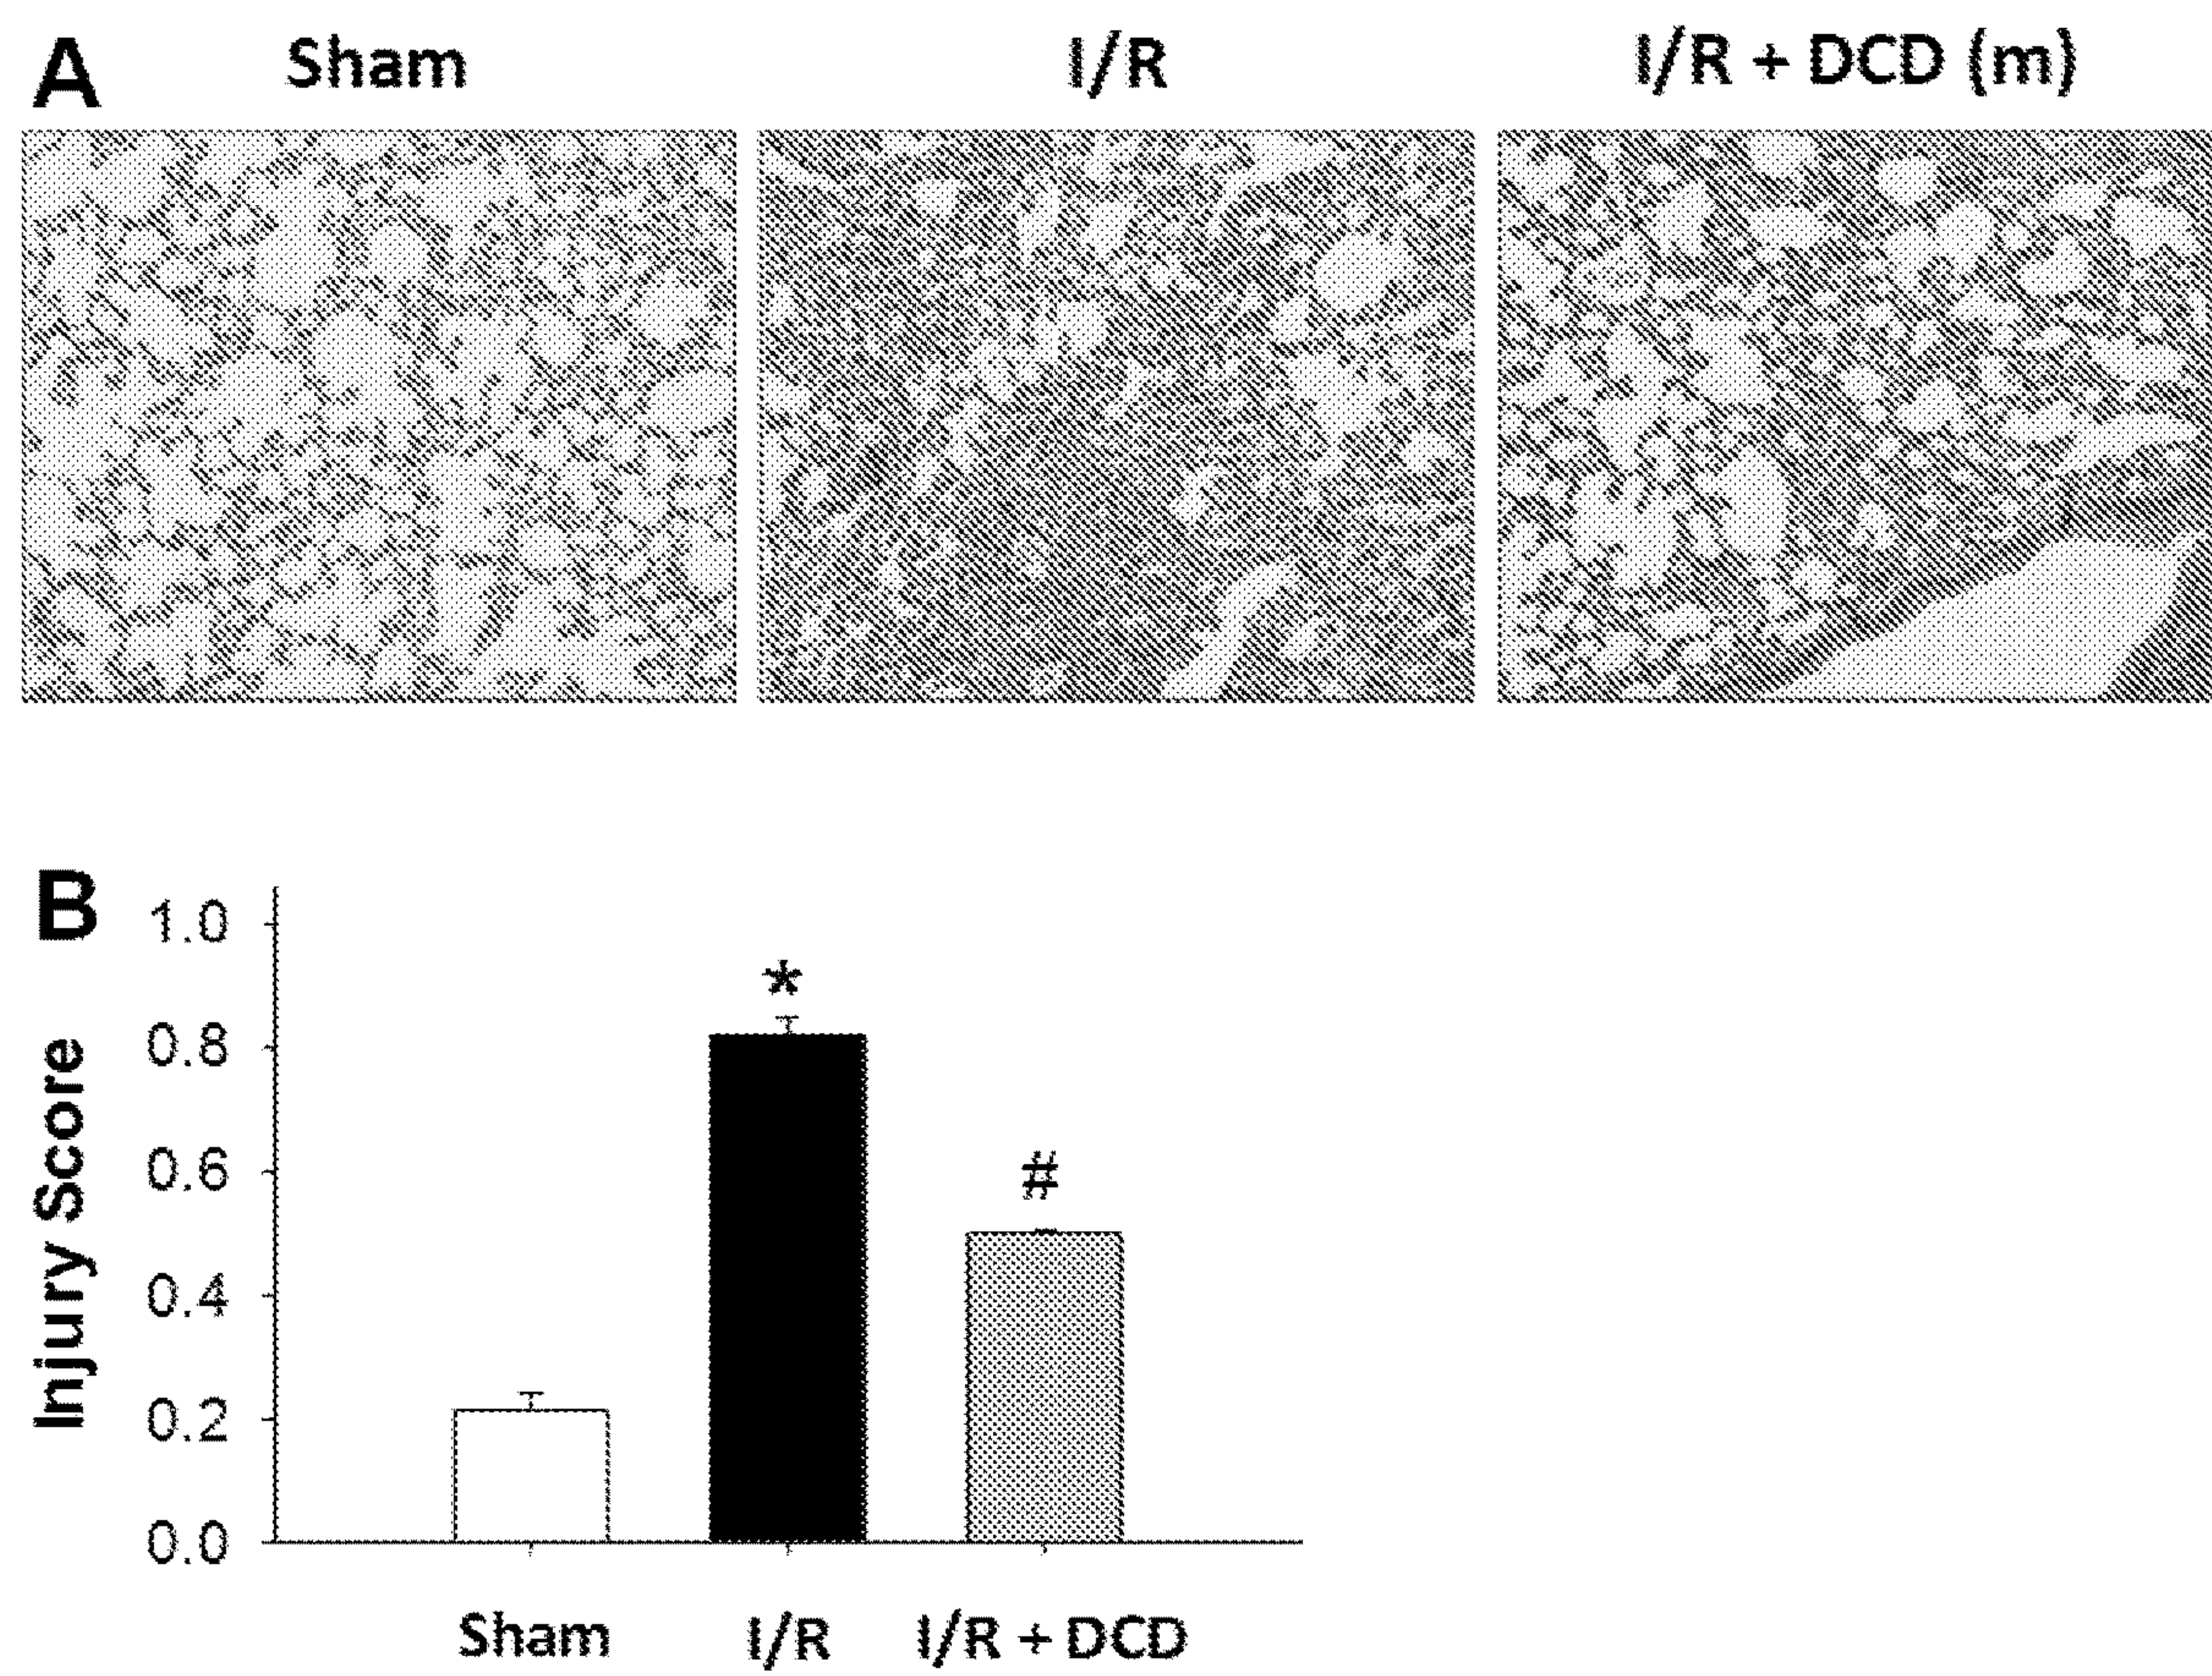 A Sham I/R I/R + DCD (m)
B
1.0
*
0.8
#
0.6
0.4
0.2
0.0
Injury Score
Sham I/R I/R + DCD